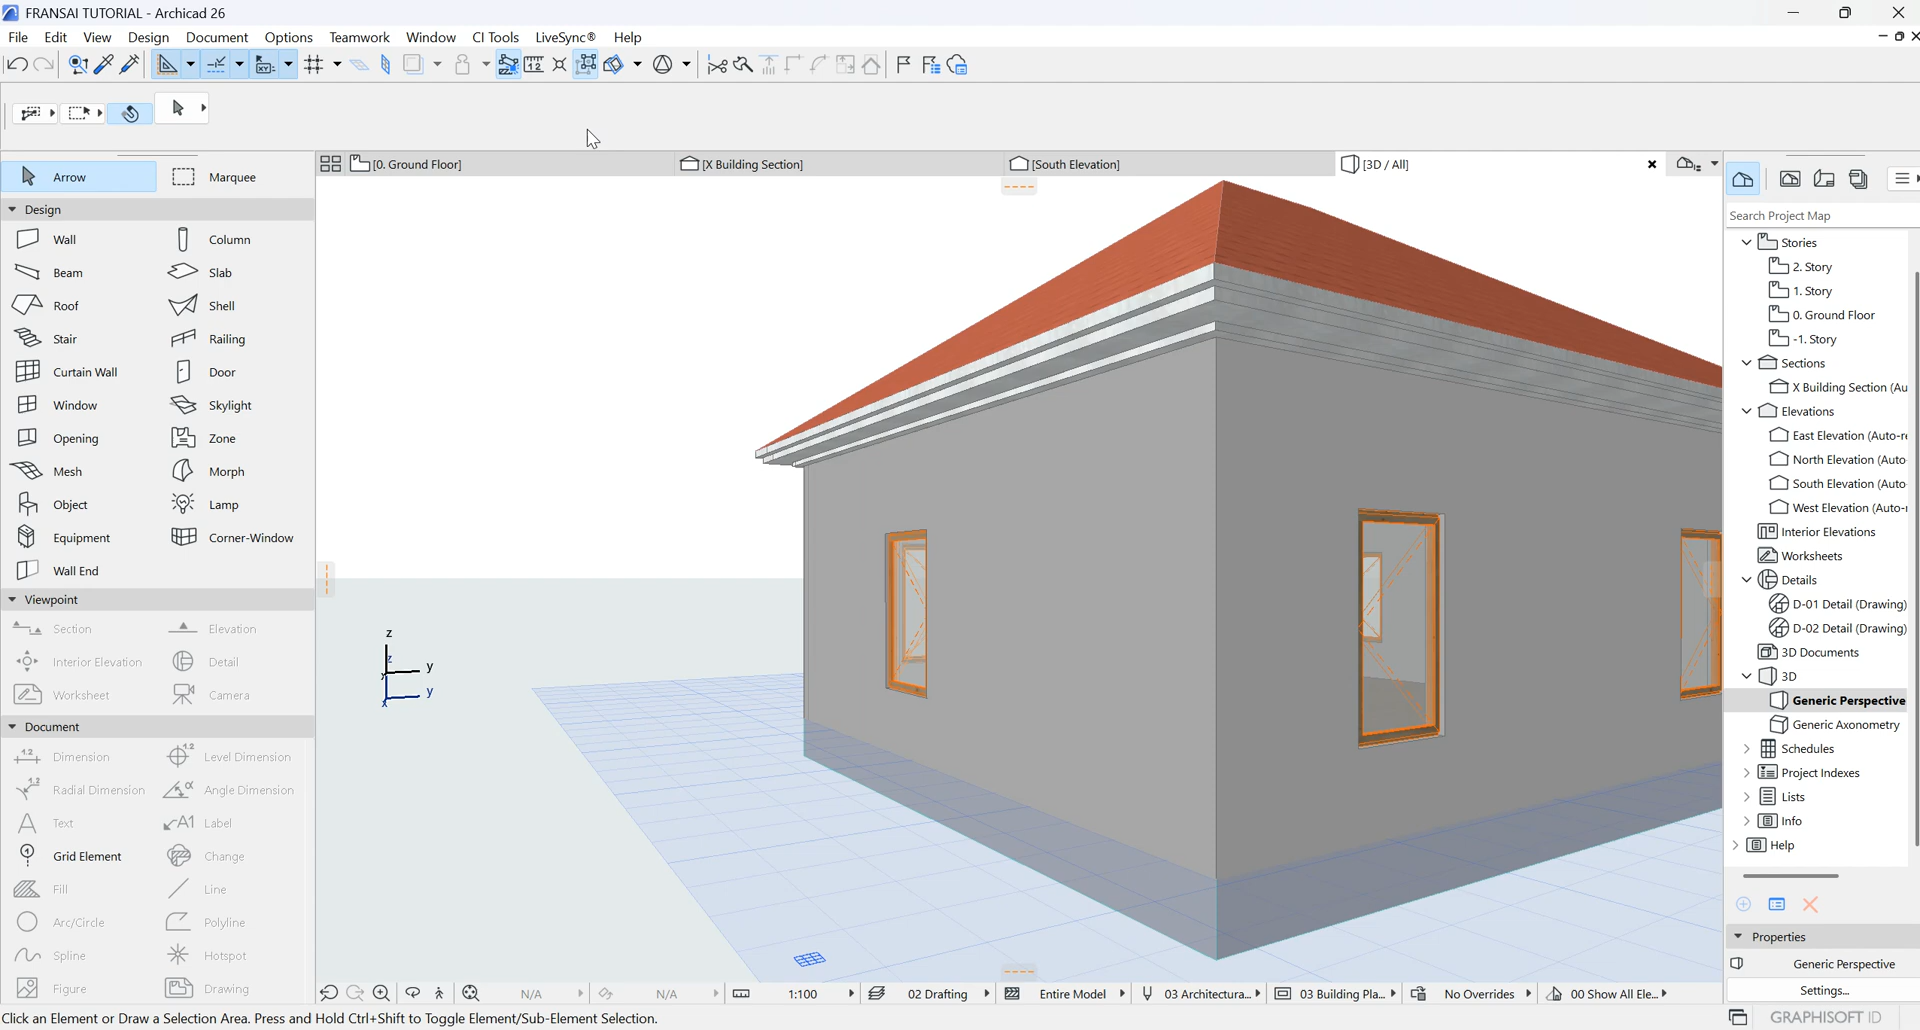 FRANSAI TUTORIAL - Archicad 26
File Edit View Design Document Options Teamwork Window CI Tools LiveSync® Help
[0. Ground Floor] [X Building Section] [South Elevation] [3D / All]
Arrow Marquee
Design
Wall Column
Beam Slab
Roof Shell
Stair Railing
Curtain Wall Door
Window Skylight
Opening Zone
Mesh Morph
Object Lamp
Equipment Corner-Window
Wall End
Viewpoint
Section Elevation
Interior Elevation Detail
Worksheet Camera
Document
Dimension Level Dimension
Radial Dimension Angle Dimension
Text Label
Grid Element Change
Fill Line
Arc/Circle Polyline
Spline Hotspot
Figure Drawing
z
z
y
y
x
Search Project Map
Stories
2. Story
1. Story
0. Ground Floor
-1. Story
Sections
X Building Section (Au
Elevations
East Elevation (Auto-re
North Elevation (Auto
South Elevation (Auto
West Elevation (Auto-r
Interior Elevations
Worksheets
Details
D-01 Detail (Drawing)
D-02 Detail (Drawing)
3D Documents
3D
Generic Perspective
Generic Axonometry
Schedules
Project Indexes
Lists
Info
Help
Properties
Generic Perspective
Settings...
N/A N/A 1:100 02 Drafting Entire Model 03 Architectura... 03 Building Pla... No Overrides 00 Show All Ele...
Click an Element or Draw a Selection Area. Press and Hold Ctrl+Shift to Toggle Element/Sub-Element Selection.
GRAPHISOFT ID